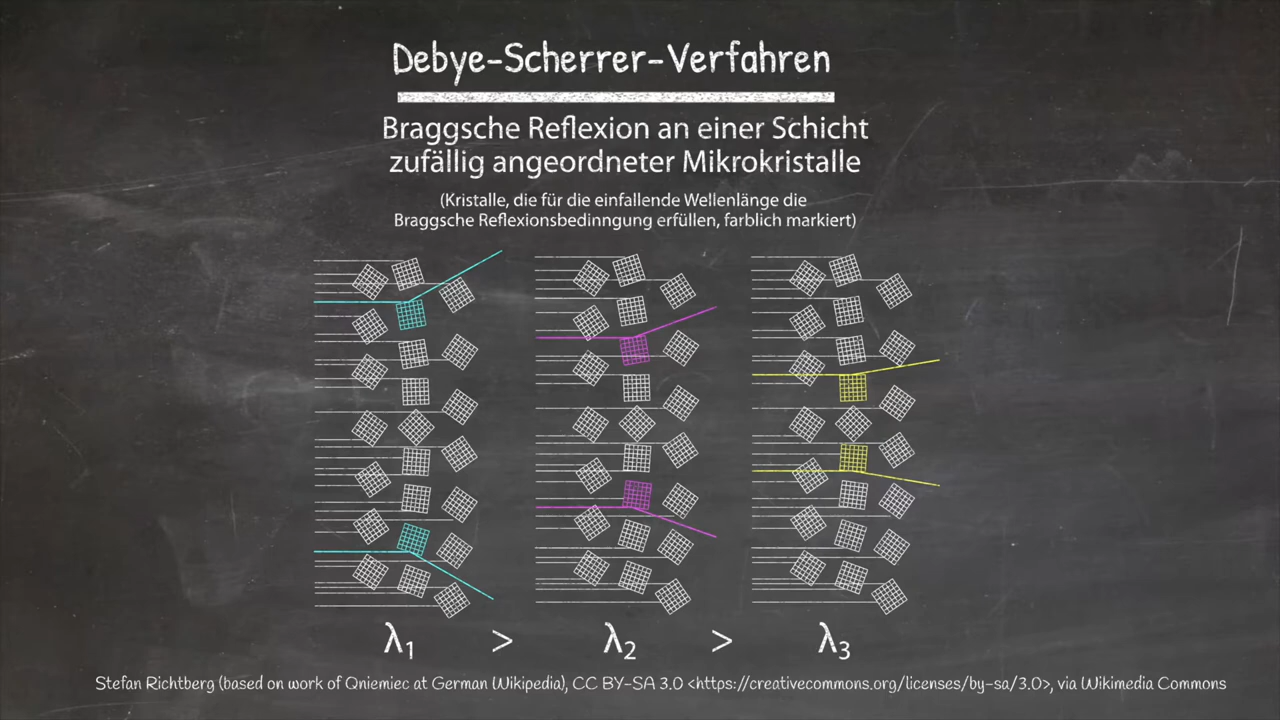 Debye-Scherrer-Verfahren
Braggsche Reflexion an einer Schicht
zufällig angeordneter Mikrokristalle
(Kristalle, die für die einfallende Wellenlänge die
Braggsche Reflexionsbedinngung erfüllen, farblich markiert)
λ₁ > λ₂ > λ₃
Stefan Richtberg (based on work of Qniemiec at German (Wikipedia), CC BY-SA 3.0 <https://creativecommons.org/licenses/by-sa/3.0>, via Wikimedia Commons